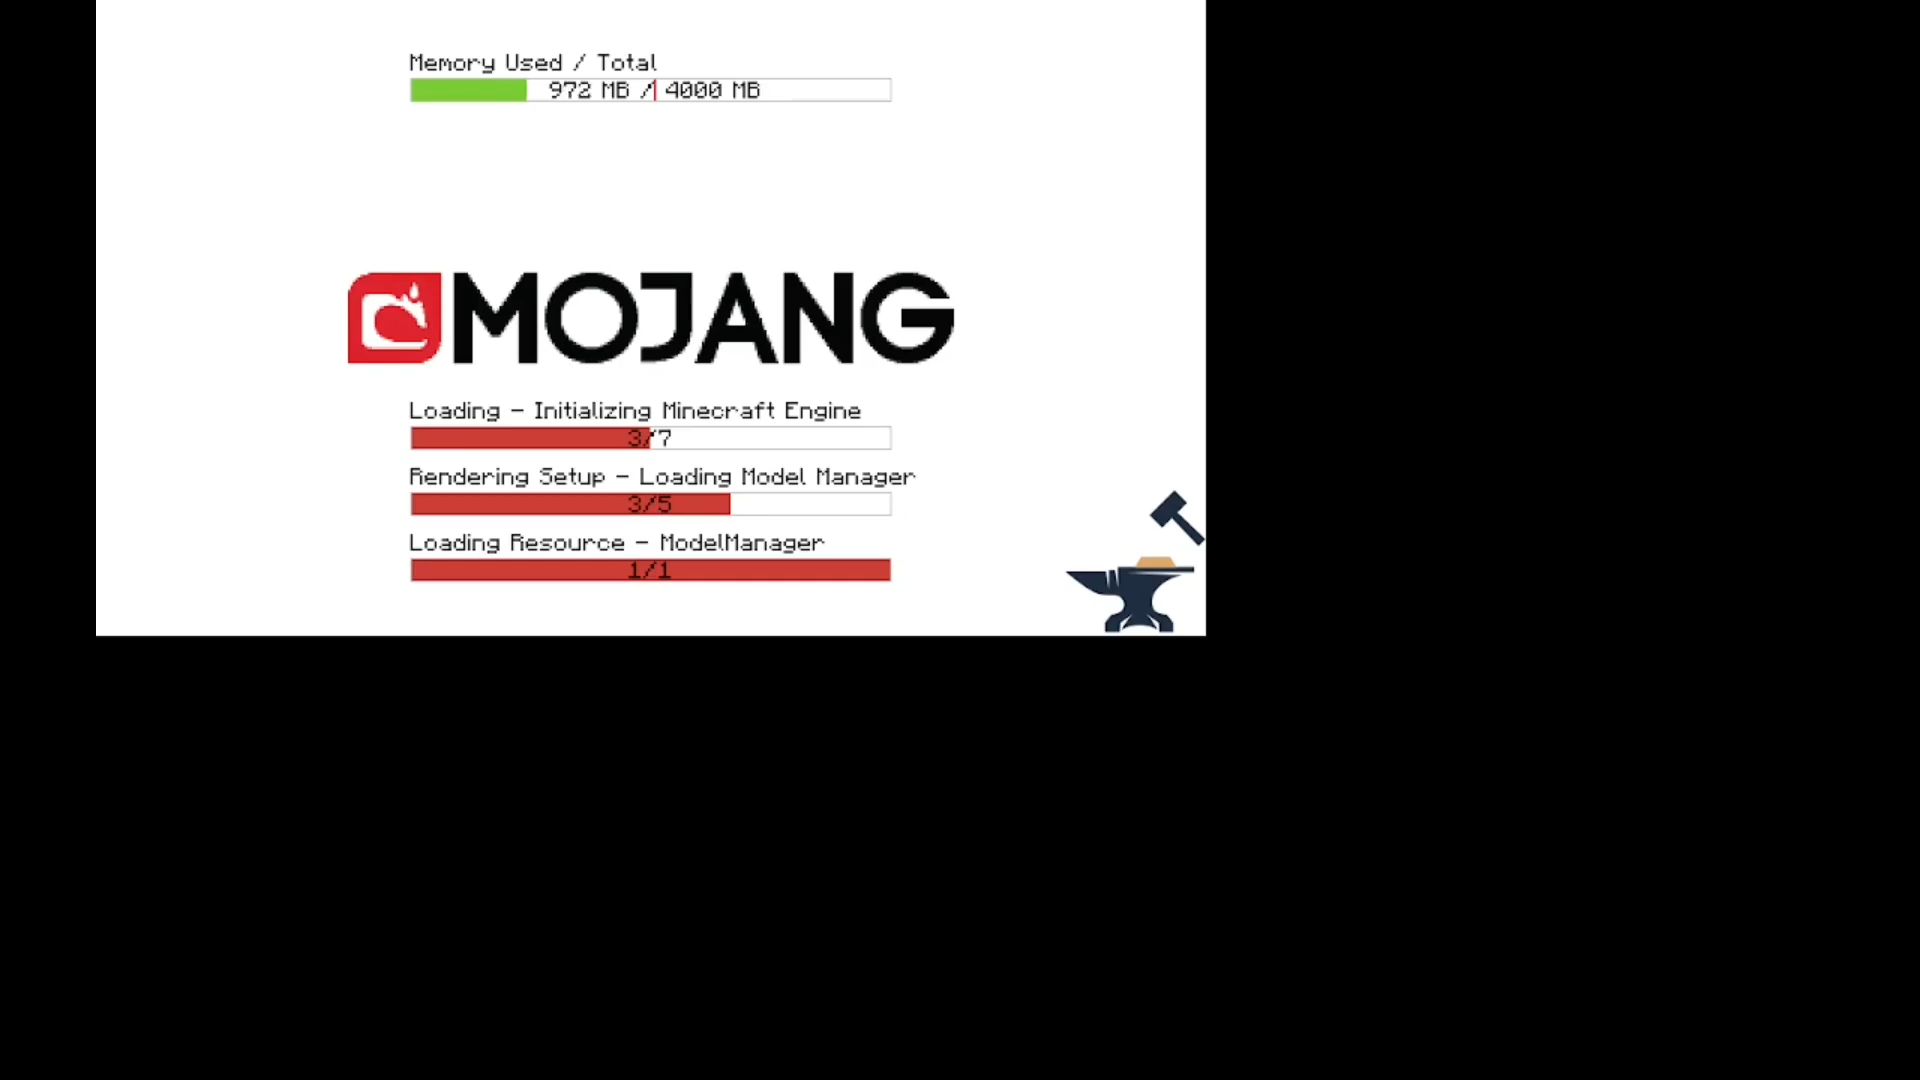 Memory Used / Total
972 MB / 4000 MB
MOJANG
Loading - Initializing Minecraft Engine
3/7
Rendering Setup - Loading Model Manager
3/5
Loading Resource - ModelManager
1/1